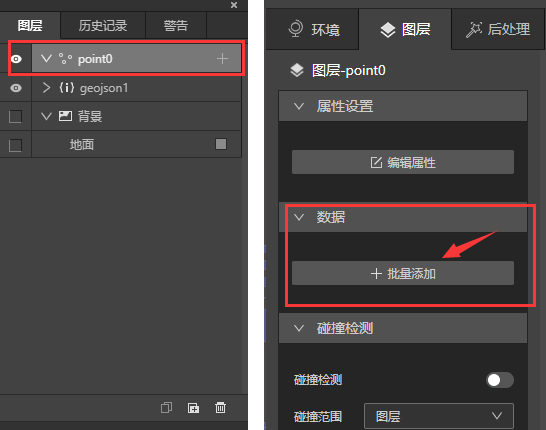 图层 历史记录 警告
point0
geojson1
背景
地面
环境 图层 后处理
图层-point0
属性设置
编辑属性
数据
批量添加
碰撞检测
碰撞检测
碰撞范围 图层